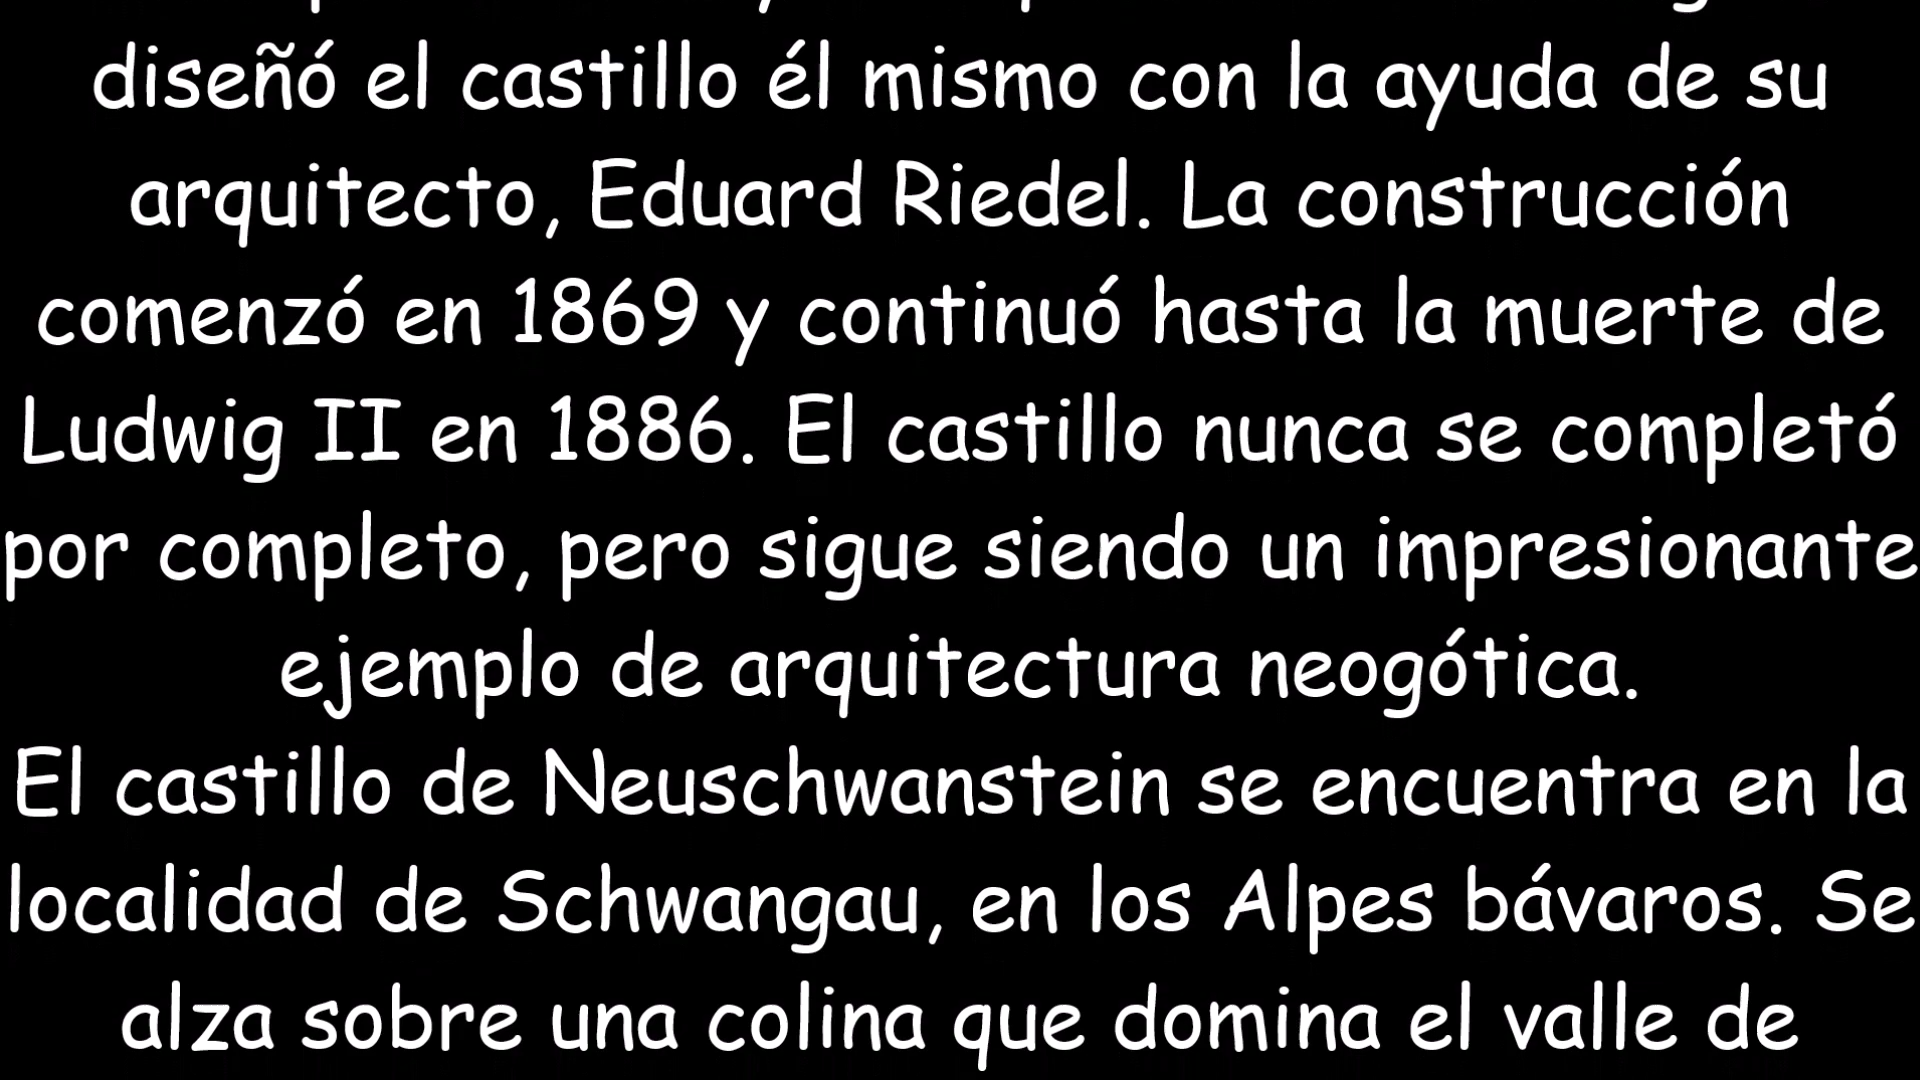 diseñó el castillo él mismo con la ayuda de su
arquitecto, Eduard Riedel. La construcción
comenzó en 1869 y continuó hasta la muerte de
Ludwig II en 1886. El castillo nunca se completó
por completo, pero sigue siendo un impresionante
ejemplo de arquitectura neogótica.
El castillo de Neuschwanstein se encuentra en la
localidad de Schwangau, en los Alpes bávaros. Se
alza sobre una colina que domina el valle de